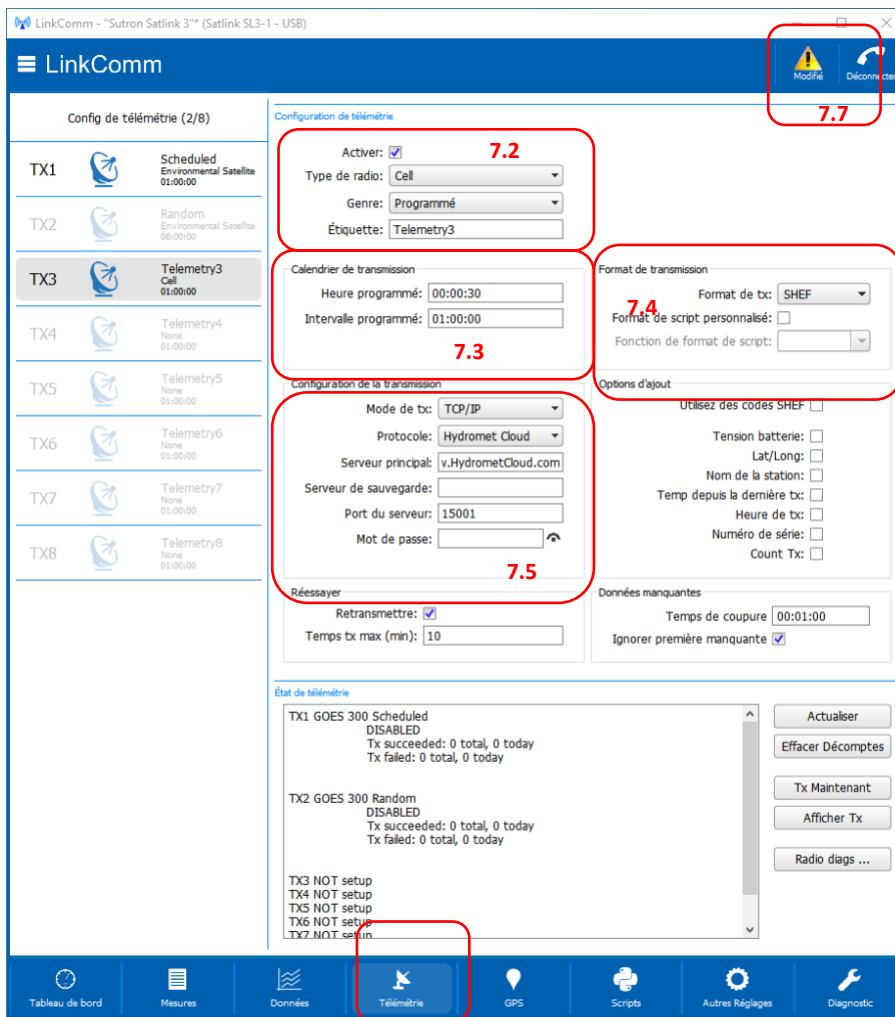 LinkComm - "Sutron Satlink 3"* (Satlink SL3-1 - USB)
LinkComm
Modifié
Déconnecter
7.7
Config de télémétrie (2/8)
TX1
Scheduled
Environmental Satellite
01:00:00
TX2
Random
Environmental Satellite
08:00:00
TX3
Telemetry3
Cell
01:00:00
TX4
Telemetry4
None
01:00:00
TX5
Telemetry5
None
01:00:00
TX6
Telemetry6
None
01:00:00
TX7
Telemetry7
None
01:00:00
TX8
Telemetry8
None
01:00:00
Configuration de télémétrie
Activer:
7.2
Type de radio: Cell
Genre: Programmé
Étiquette: Telemetry3
Calendrier de transmission
Heure programmé: 00:00:30
Intervalle programmé: 01:00:00
7.3
Format de transmission
Format de tx: SHEF
7.4
Format de script personnalisé:
Fonction de format de script:
Configuration de la transmission
Mode de tx: TCP/IP
Protocole: Hydromet Cloud
Serveur principal: v.HydrometCloud.com
Serveur de sauvegarde:
Port du serveur: 15001
Mot de passe:
7.5
Options d'ajout
Utilisez des codes SHEF
Tension batterie:
Lat/Long:
Nom de la station:
Temp depuis la dernière tx:
Heure de tx:
Numéro de série:
Count Tx:
Réessayer
Retransmettre:
Temps tx max (min): 10
Données manquantes
Temps de coupure 00:01:00
Ignorer première manquante
État de télémétrie
TX1 GOES 300 Scheduled
DISABLED
Tx succeeded: 0 total, 0 today
Tx failed: 0 total, 0 today
TX2 GOES 300 Random
DISABLED
Tx succeeded: 0 total, 0 today
Tx failed: 0 total, 0 today
TX3 NOT setup
TX4 NOT setup
TX5 NOT setup
TX6 NOT setup
TX7 NOT setup
Actualiser
Effacer Décomptes
Tx Maintenant
Afficher Tx
Radio diags ...
Tableau de bord
Mesures
Données
Télémétrie
GPS
Scripts
Autres Réglages
Diagnostic